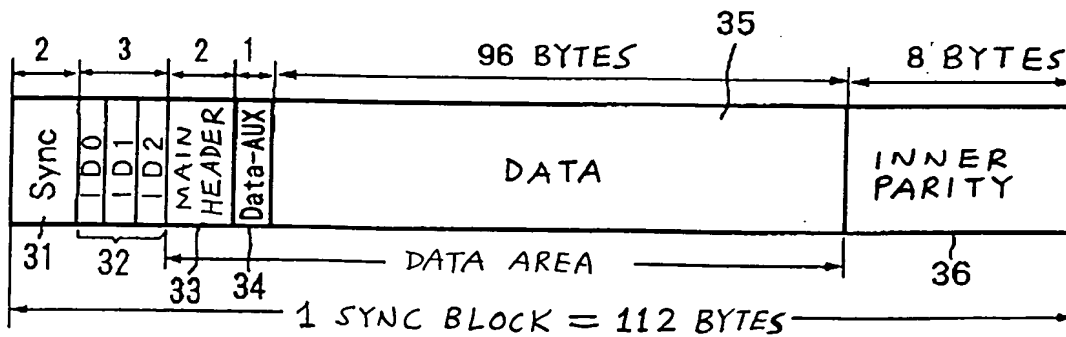 35
2 3 2 1 96 BYTES 8 BYTES
Sync
ID0
ID1
ID2
MAIN
HEADER
Data-AUX
DATA
INNER
PARITY
31 32 33 34 DATA AREA 36
1 SYNC BLOCK = 112 BYTES